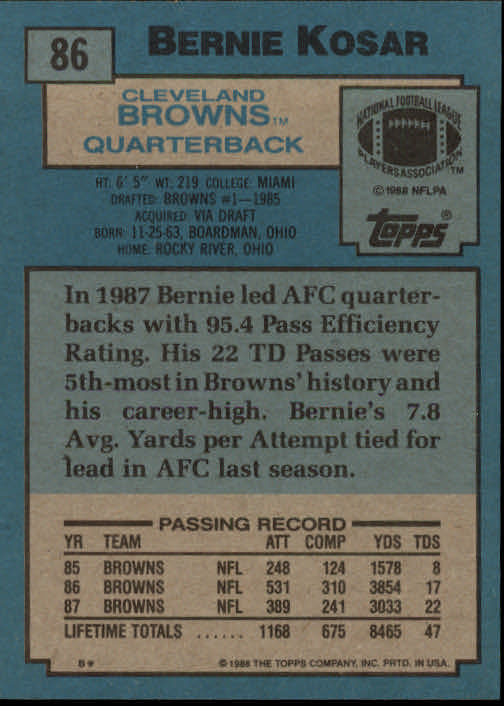 86
BERNIE KOSAR
CLEVELAND
BROWNS™
QUARTERBACK
NATIONAL FOOTBALL LEAGUE
PLAYERS ASSOCIATION™
© 1988 NFLPA
Topps®
HT: 6' 5" WT: 219 COLLEGE: MIAMI
DRAFTED: BROWNS #1—1985
ACQUIRED: VIA DRAFT
BORN: 11-25-63, BOARDMAN, OHIO
HOME: ROCKY RIVER, OHIO
In 1987 Bernie led AFC quarter-
backs with 95.4 Pass Efficiency
Rating. His 22 TD Passes were
5th-most in Browns' history and
his career-high. Bernie's 7.8
Avg. Yards per Attempt tied for
lead in AFC last season.
PASSING RECORD
YR TEAM ATT COMP YDS TDS
85 BROWNS NFL 248 124 1578 8
86 BROWNS NFL 531 310 3854 17
87 BROWNS NFL 389 241 3033 22
LIFETIME TOTALS ...... 1168 675 8465 47
B* © 1988 THE TOPPS COMPANY, INC. PRTD. IN USA.